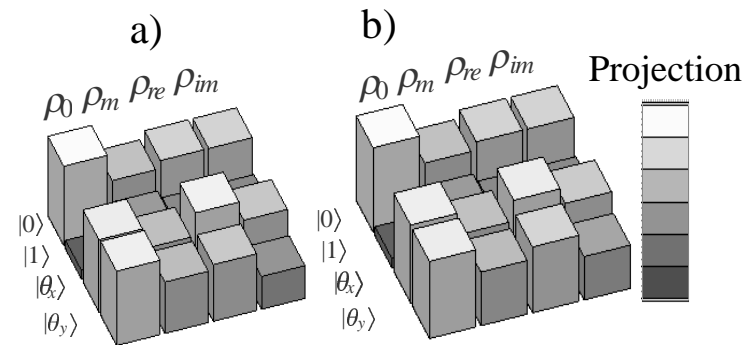 a)
b)
Projection
ρ0 ρm ρre ρim
ρ0 ρm ρre ρim
|0⟩
|1⟩
|θx⟩
|θy⟩
|0⟩
|1⟩
|θx⟩
|θy⟩